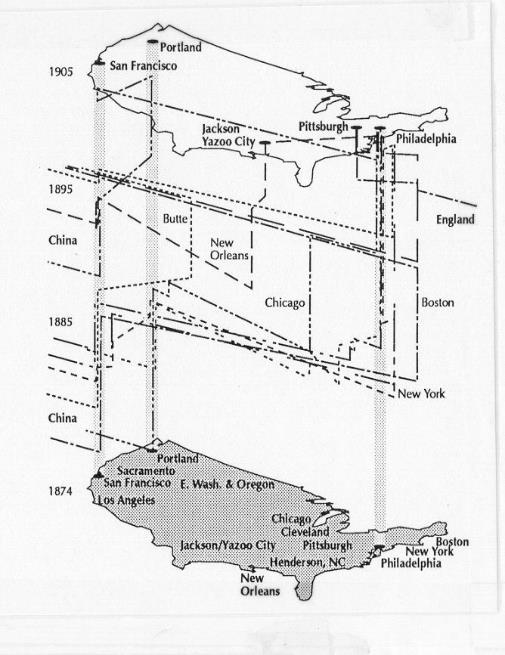 Portland
1905
San Francisco
Jackson
Yazoo City
Pittsburgh
Philadelphia
1895
Butte
England
China
New
Orleans
Chicago
Boston
1885
New York
China
Portland
Sacramento
San Francisco
E. Wash. & Oregon
1874
Los Angeles
Chicago
Cleveland
Jackson/Yazoo City
Pittsburgh
Boston
New York
Henderson, NC
Philadelphia
New
Orleans